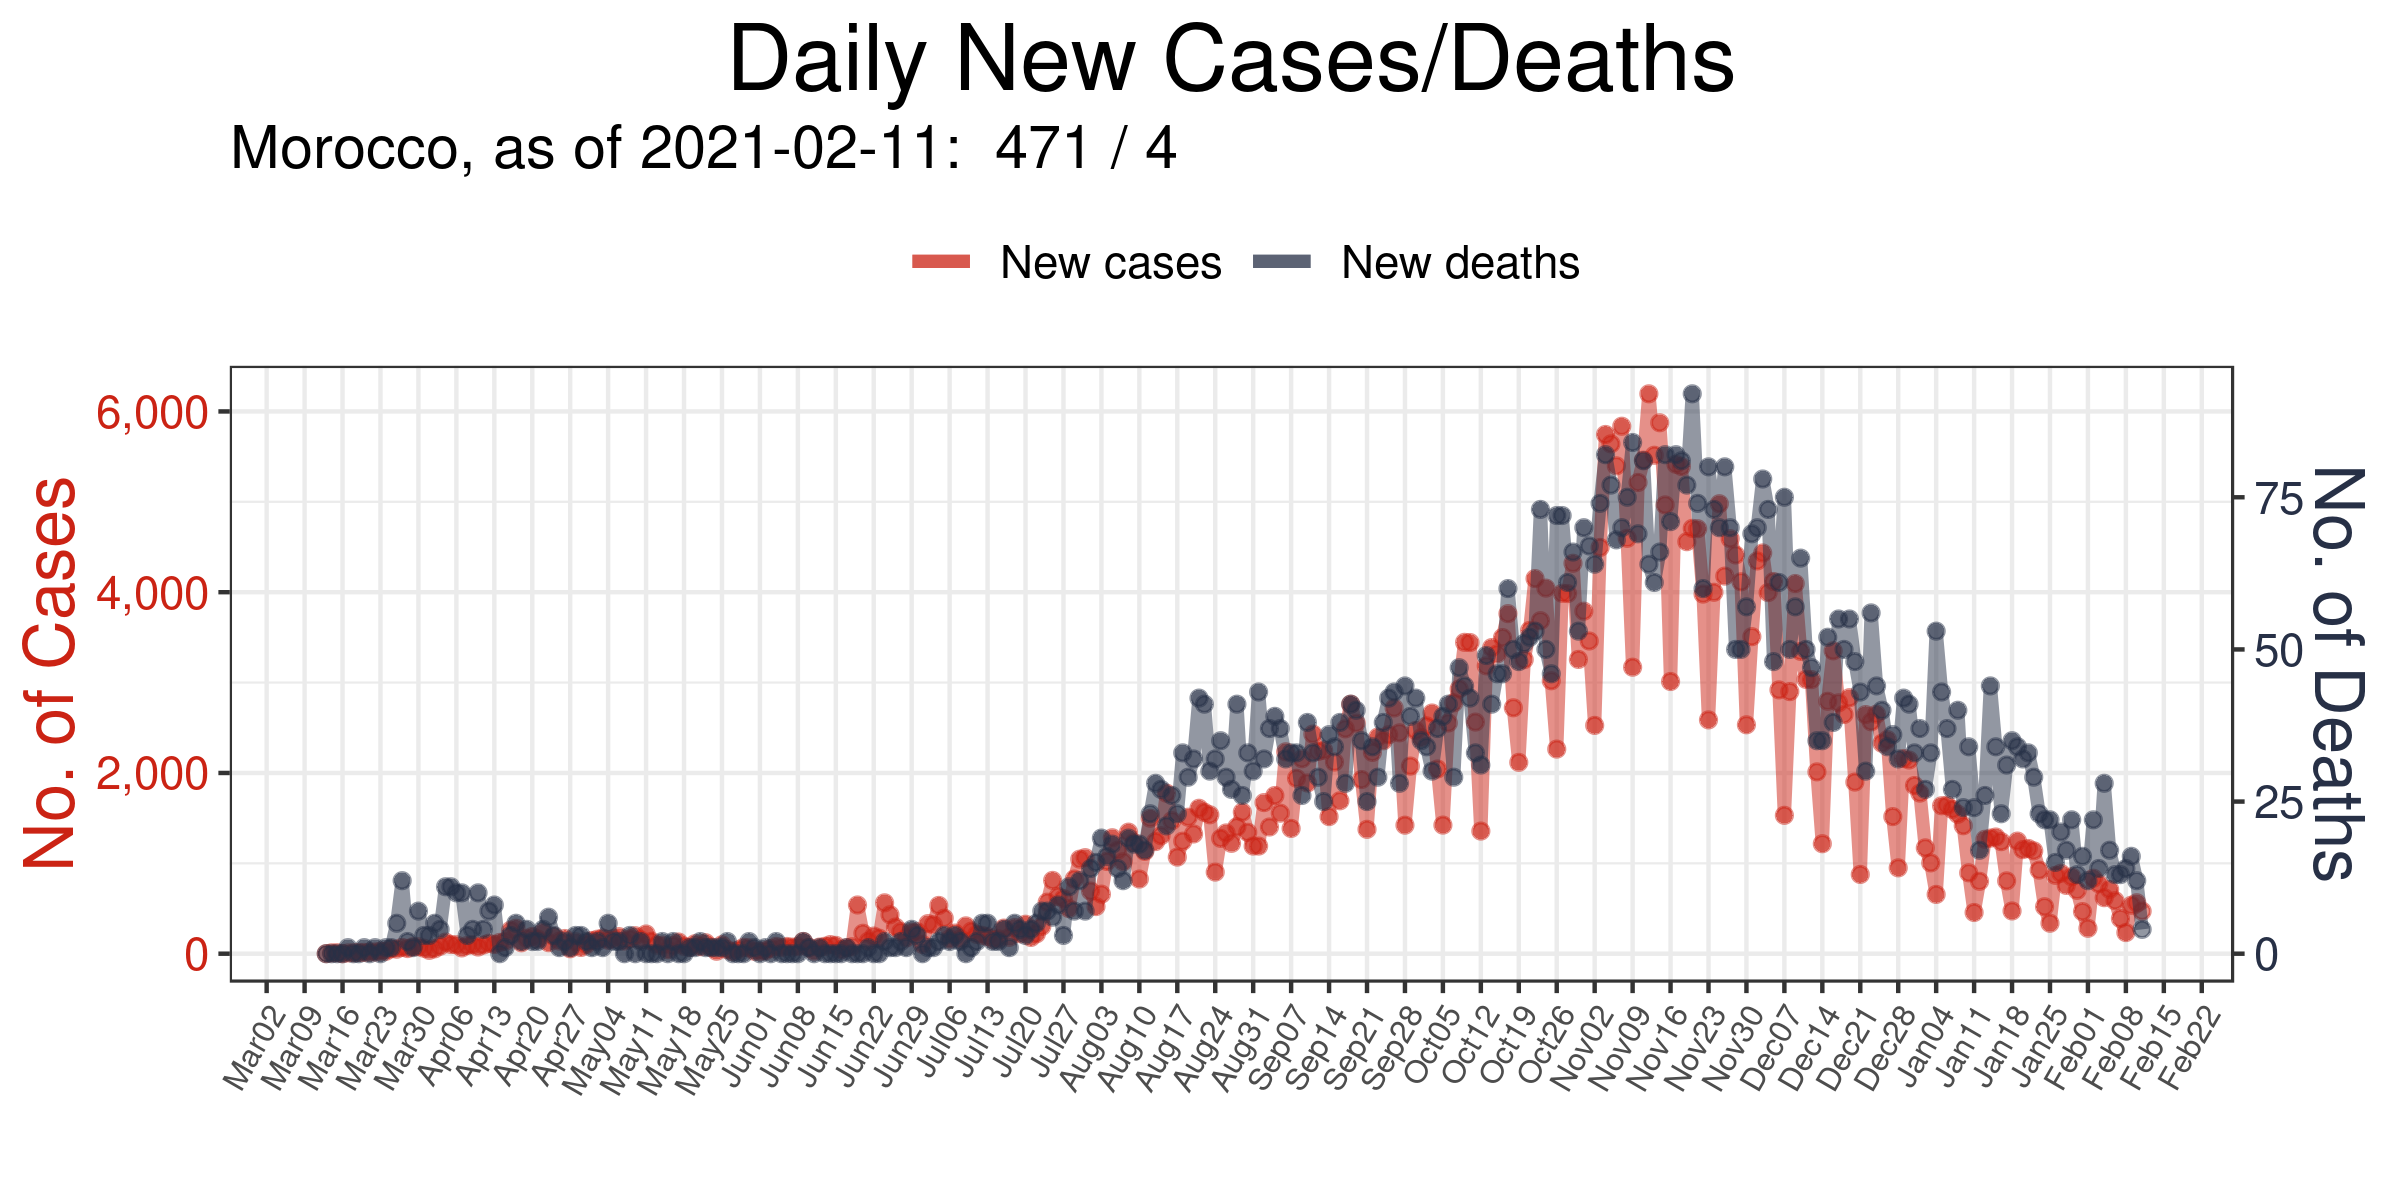 Daily New Cases/Deaths
Morocco, as of 2021-02-11:  471 / 4
New cases
New deaths
No. of Cases
6,000
4,000
2,000
0
No. of Deaths
75
50
25
0
Mar02
Mar09
Mar16
Mar23
Mar30
Apr06
Apr13
Apr20
Apr27
May04
May11
May18
May25
Jun01
Jun08
Jun15
Jun22
Jun29
Jul06
Jul13
Jul20
Jul27
Aug03
Aug10
Aug17
Aug24
Aug31
Sep07
Sep14
Sep21
Sep28
Oct05
Oct12
Oct19
Oct26
Nov02
Nov09
Nov16
Nov23
Nov30
Dec07
Dec14
Dec21
Dec28
Jan04
Jan11
Jan18
Jan25
Feb01
Feb08
Feb15
Feb22